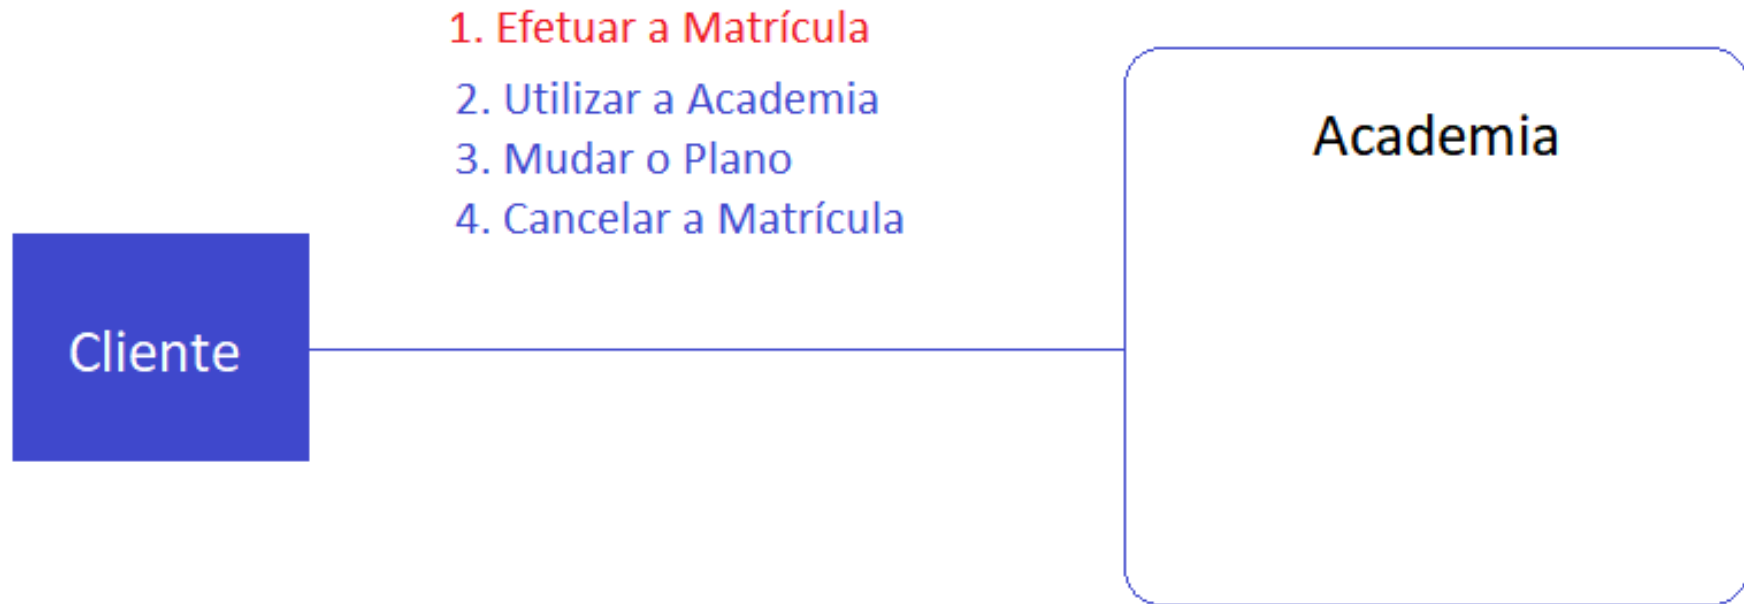 1. Efetuar a Matrícula
2. Utilizar a Academia
3. Mudar o Plano
4. Cancelar a Matrícula
Academia
Cliente